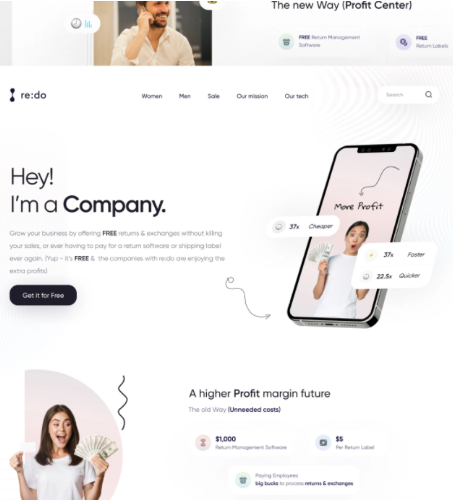 The new Way (Profit Center)
FREE Return Management
Software
FREE
Return Labels
re:do
Women
Men
Sale
Our mission
Our tech
Search
Hey!
I'm a Company.
Grow your business by offering FREE returns & exchanges without killing
your sales, or ever having to pay for a return software or shipping label
ever again. (Yup - it's FREE & the companies with re:do are enjoying the
extra profits)
Get it for Free
More Profit
37x Cheaper
37x Faster
22.5x Quicker
A higher Profit margin future
The old Way (Unneeded costs)
$1,000
Return Management Software
$5
Per Return Label
Paying Employees
big bucks to process returns & exchanges